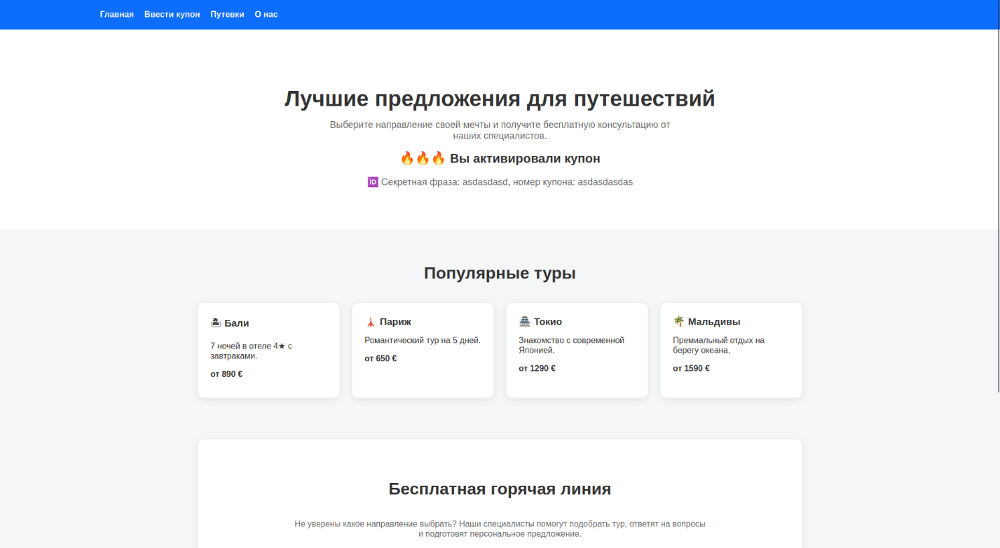 Главная Ввести купон Путевки О нас
Лучшие предложения для путешествий
Выберите направление своей мечты и получите бесплатную консультацию от
наших специалистов.
🔥🔥🔥 Вы активировали купон
🆔 Секретная фраза: asdasdasd, номер купона: asdasdasdas
Популярные туры
🏝 Бали
7 ночей в отеле 4★ с
завтраками.
от 890 €
🗼 Париж
Романтический тур на 5 дней.
от 650 €
🏯 Токио
Знакомство с современной
Японией.
от 1290 €
🌴 Мальдивы
Премиальный отдых на
берегу океана.
от 1590 €
Бесплатная горячая линия
Не уверены какое направление выбрать? Наши специалисты помогут подобрать тур, ответят на вопросы
и подготовят персональное предложение.